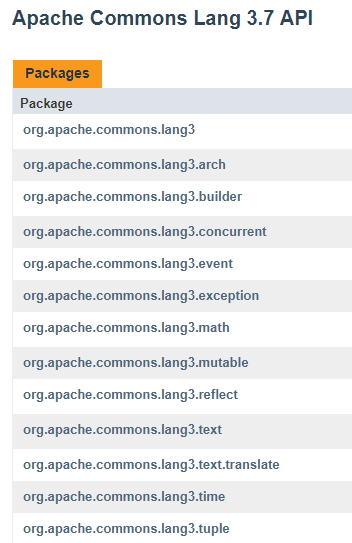 Apache Commons Lang 3.7 API
Packages
Package
org.apache.commons.lang3
org.apache.commons.lang3.arch
org.apache.commons.lang3.builder
org.apache.commons.lang3.concurrent
org.apache.commons.lang3.event
org.apache.commons.lang3.exception
org.apache.commons.lang3.math
org.apache.commons.lang3.mutable
org.apache.commons.lang3.reflect
org.apache.commons.lang3.text
org.apache.commons.lang3.text.translate
org.apache.commons.lang3.time
org.apache.commons.lang3.tuple